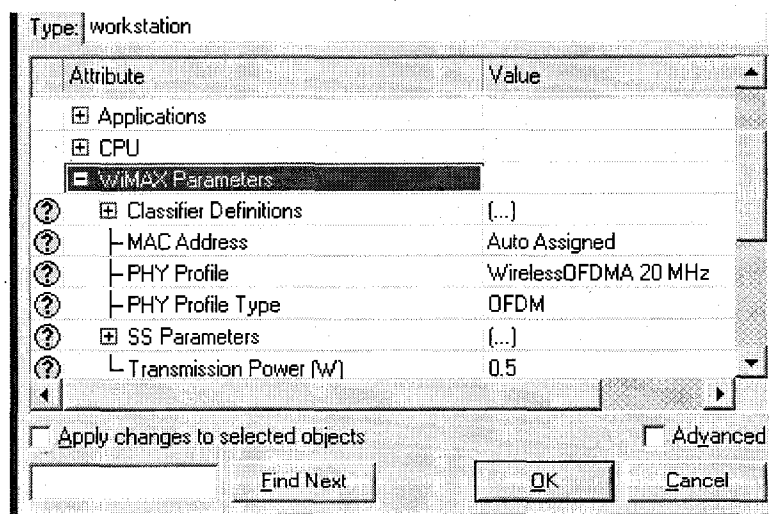 Type: workstation
Attribute Value
Applications
CPU
WiMAX Parameters
Classifier Definitions (...)
MAC Address Auto Assigned
PHY Profile WirelessOFDMA 20 MHz
PHY Profile Type OFDM
SS Parameters (...)
Transmission Power (W) 0.5
Apply changes to selected objects Advanced
Find Next OK Cancel